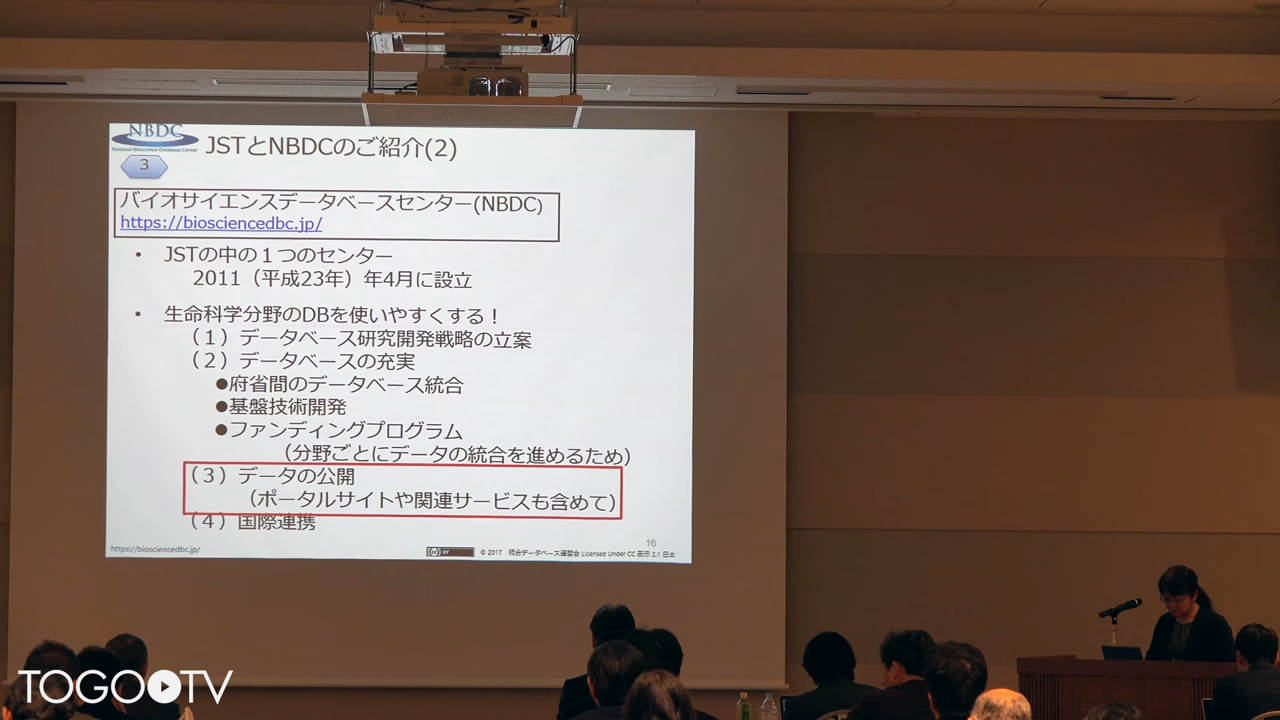 NBDC
National Bioscience Database Center
JSTとNBDCのご紹介(2)
3
バイオサイエンスデータベースセンター(NBDC)
https://biosciencedbc.jp/
• JSTの中の１つのセンター
2011（平成23年）年4月に設立
• 生命科学分野のDBを使いやすくする！
（１）データベース研究開発戦略の立案
（２）データベースの充実
●府省間のデータベース統合
●基盤技術開発
●ファンディングプログラム
（分野ごとにデータの統合を進めるため）
（３）データの公開
（ポータルサイトや関連サービスも含めて）
（４）国際連携
16
https://biosciencedbc.jp/
© 2017 統合データベース講習会 Licensed Under CC 表示 2.1 日本
TOGO TV